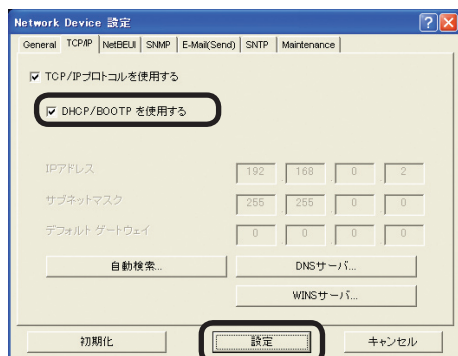 Network Device 設定
General TCP/IP NetBEUI SNMP E-Mail(Send) SNTP Maintenance
TCP/IPプロトコルを使用する
DHCP/BOOTP を使用する
IPアドレス 192 168 0 2
サブネットマスク 255 255 0 0
デフォルト ゲートウェイ 0 0 0 0
自動検索... DNSサーバ...
WINSサーバ...
初期化 設定 キャンセル